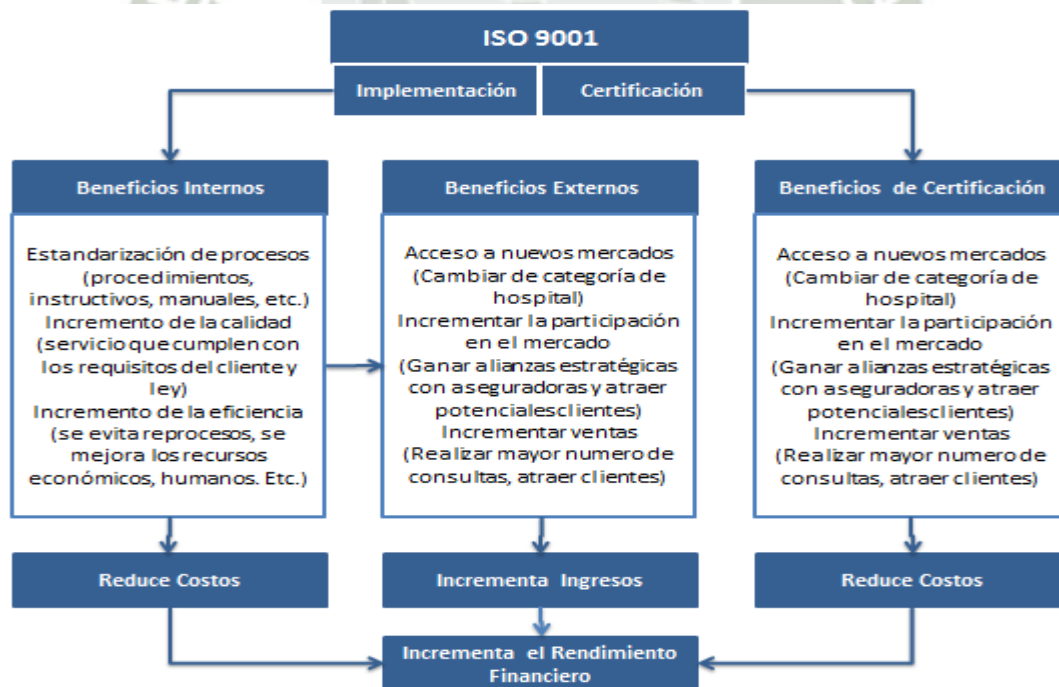 ISO 9001
Implementación
Certificación
Beneficios Internos
Estandarización de procesos
(procedimientos,
instructivos, manuales, etc.)
Incremento de la calidad
(servicio que cumplen con
los requisitos del cliente y
ley)
Incremento de la eficiencia
(se evita reprocesos, se
mejora los recursos
económicos, humanos. Etc.)
Reduce Costos
Beneficios Externos
Acceso a nuevos mercados
(Cambiar de categoría de
hospital)
Incrementar la participación
en el mercado
(Ganar alianzas estratégicas
con aseguradoras y atraer
potencialesclientes)
Incrementar ventas
(Realizar mayor numero de
consultas, atraer clientes)
Incrementa Ingresos
Beneficios de Certificación
Acceso a nuevos mercados
(Cambiar de categoría de
hospital)
Incrementar la participación
en el mercado
(Ganar alianzas estratégicas
con aseguradoras y atraer
potencialesclientes)
Incrementar ventas
(Realizar mayor numero de
consultas, atraer clientes)
Reduce Costos
Incrementa el Rendimiento
Financiero